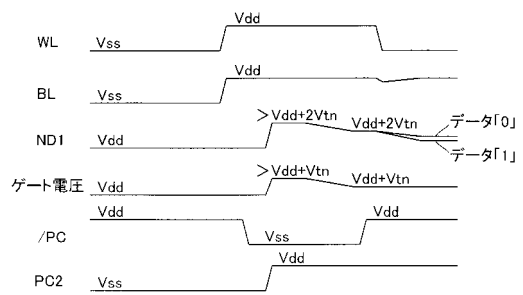 Vdd
WL Vss
Vdd
BL Vss
>Vdd+2Vtn Vdd+2Vtn データ「0」
ND1 Vdd
データ「1」
>Vdd+Vtn Vdd+Vtn
ゲート電圧 Vdd
Vdd Vdd
/PC Vss
Vdd
PC2 Vss